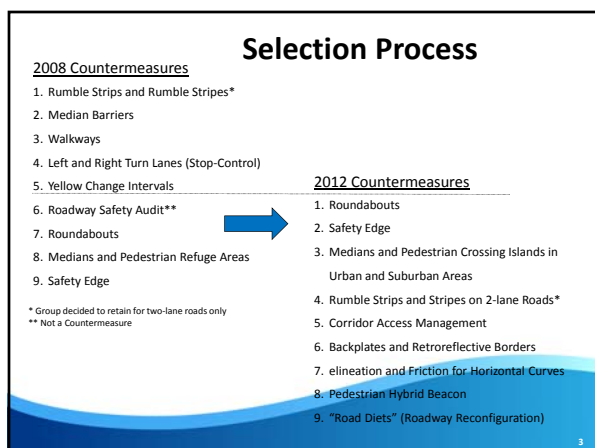 Selection Process
2008 Countermeasures
1. Rumble Strips and Rumble Stripes*
2. Median Barriers
3. Walkways
4. Left and Right Turn Lanes (Stop-Control)
5. Yellow Change Intervals
6. Roadway Safety Audit**
7. Roundabouts
8. Medians and Pedestrian Refuge Areas
9. Safety Edge
* Group decided to retain for two-lane roads only
** Not a Countermeasure
2012 Countermeasures
1. Roundabouts
2. Safety Edge
3. Medians and Pedestrian Crossing Islands in
Urban and Suburban Areas
4. Rumble Strips and Stripes on 2-lane Roads*
5. Corridor Access Management
6. Backplates and Retroreflective Borders
7. elineation and Friction for Horizontal Curves
8. Pedestrian Hybrid Beacon
9. “Road Diets” (Roadway Reconfiguration)
3